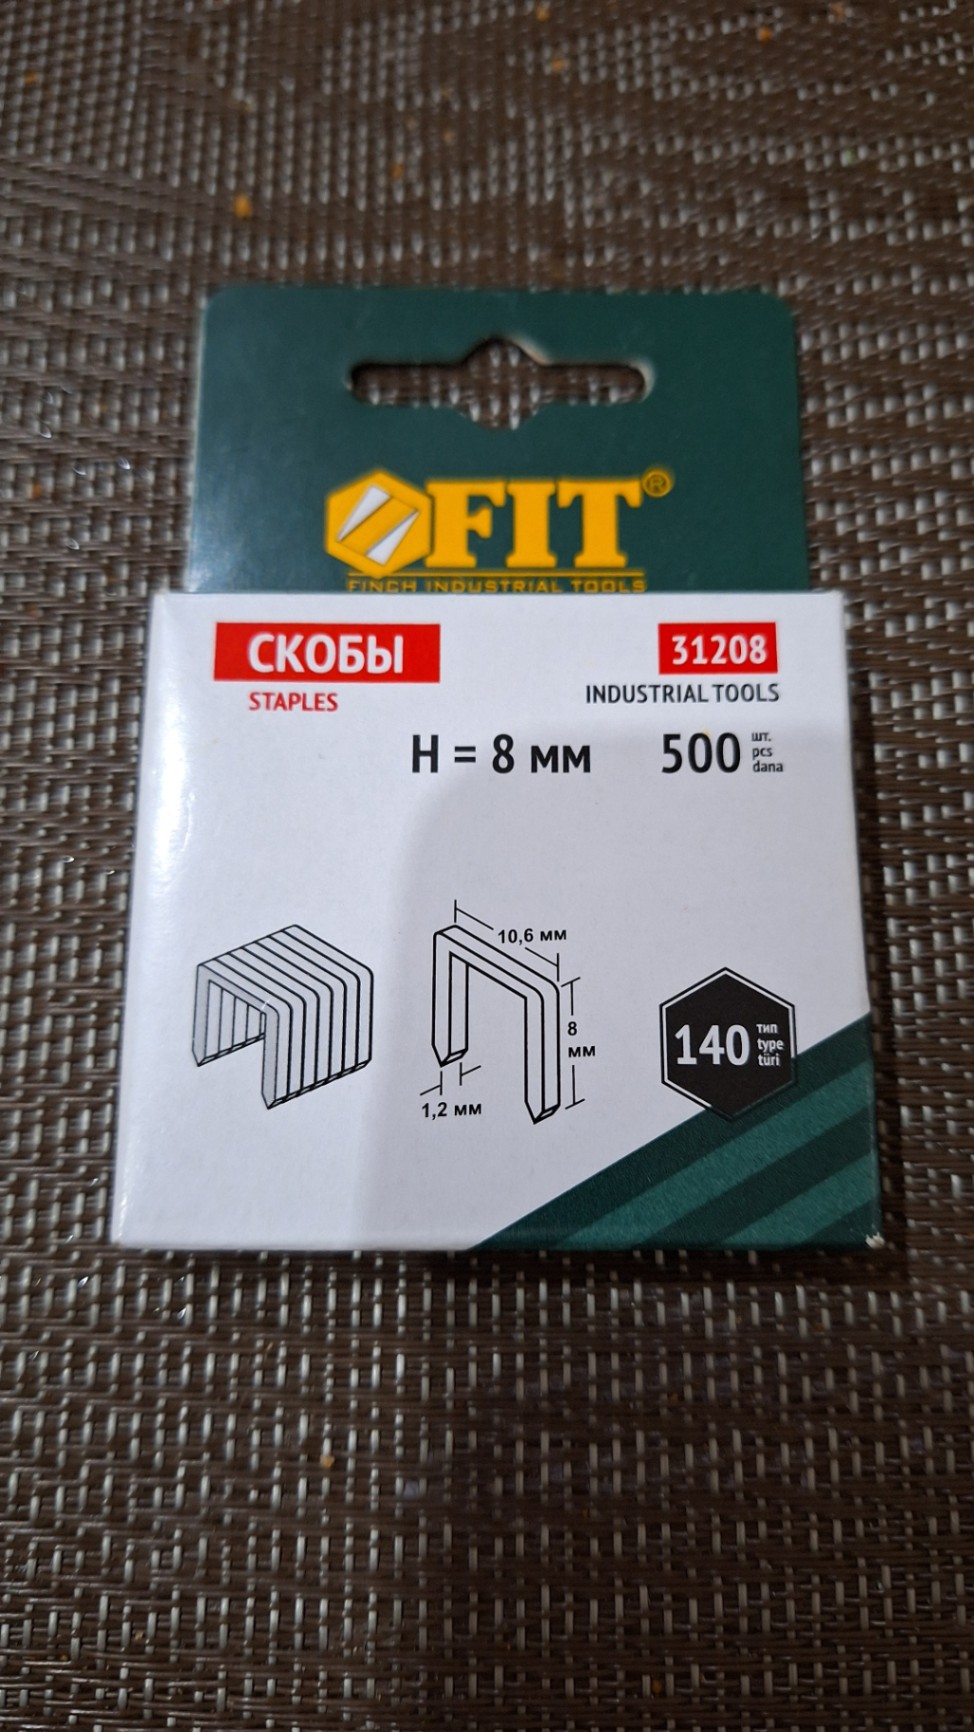 FIT®
FINCH INDUSTRIAL TOOLS
СКОБЫ
31208
STAPLES
INDUSTRIAL TOOLS
H = 8 мм
500 шт.
pcs
dana
10,6 мм
8
мм
1,2 мм
140 тип
type
türi